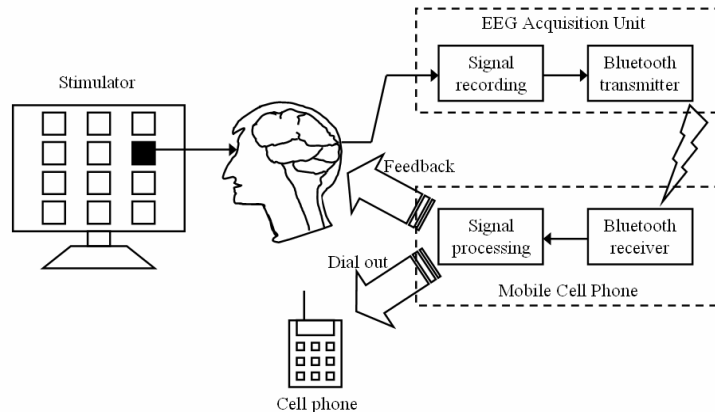 EEG Acquisition Unit
Stimulator
Signal
recording
Bluetooth
transmitter
Feedback
Signal
processing
Bluetooth
receiver
Dial out
Mobile Cell Phone
Cell phone